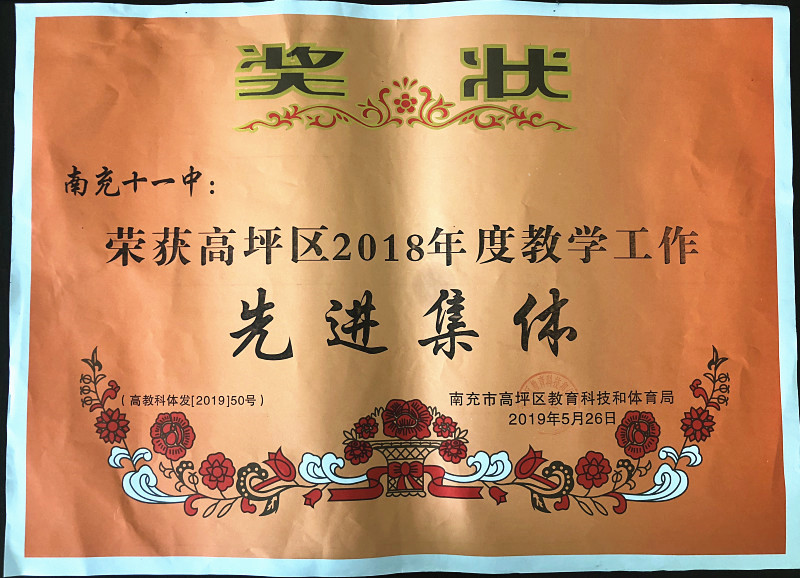 奖状
南充十一中：
荣获高坪区2018年度教学工作
先进集体
（高教科体发[2019]50号）
南充市高坪区教育科技和体育局
2019年5月26日